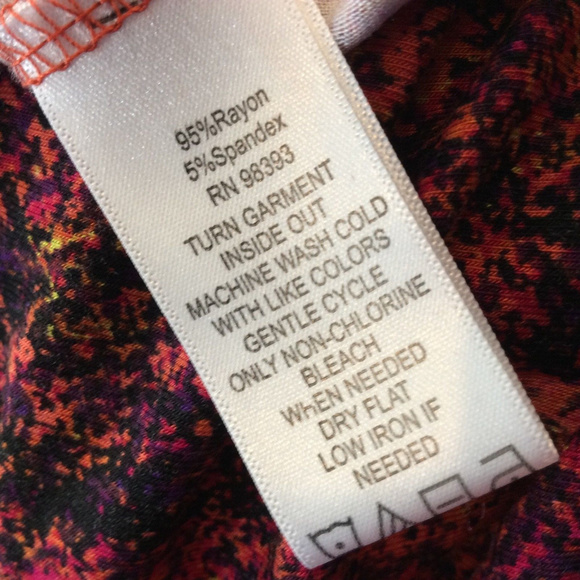 95%Rayon
5%Spandex
RN 98393
TURN GARMENT
INSIDE OUT
MACHINE WASH COLD
WITH LIKE COLORS
GENTLE CYCLE
ONLY NON-CHLORINE
BLEACH
WhEN NEEDED
DRY FLAT
LOW IRON IF
NEEDED